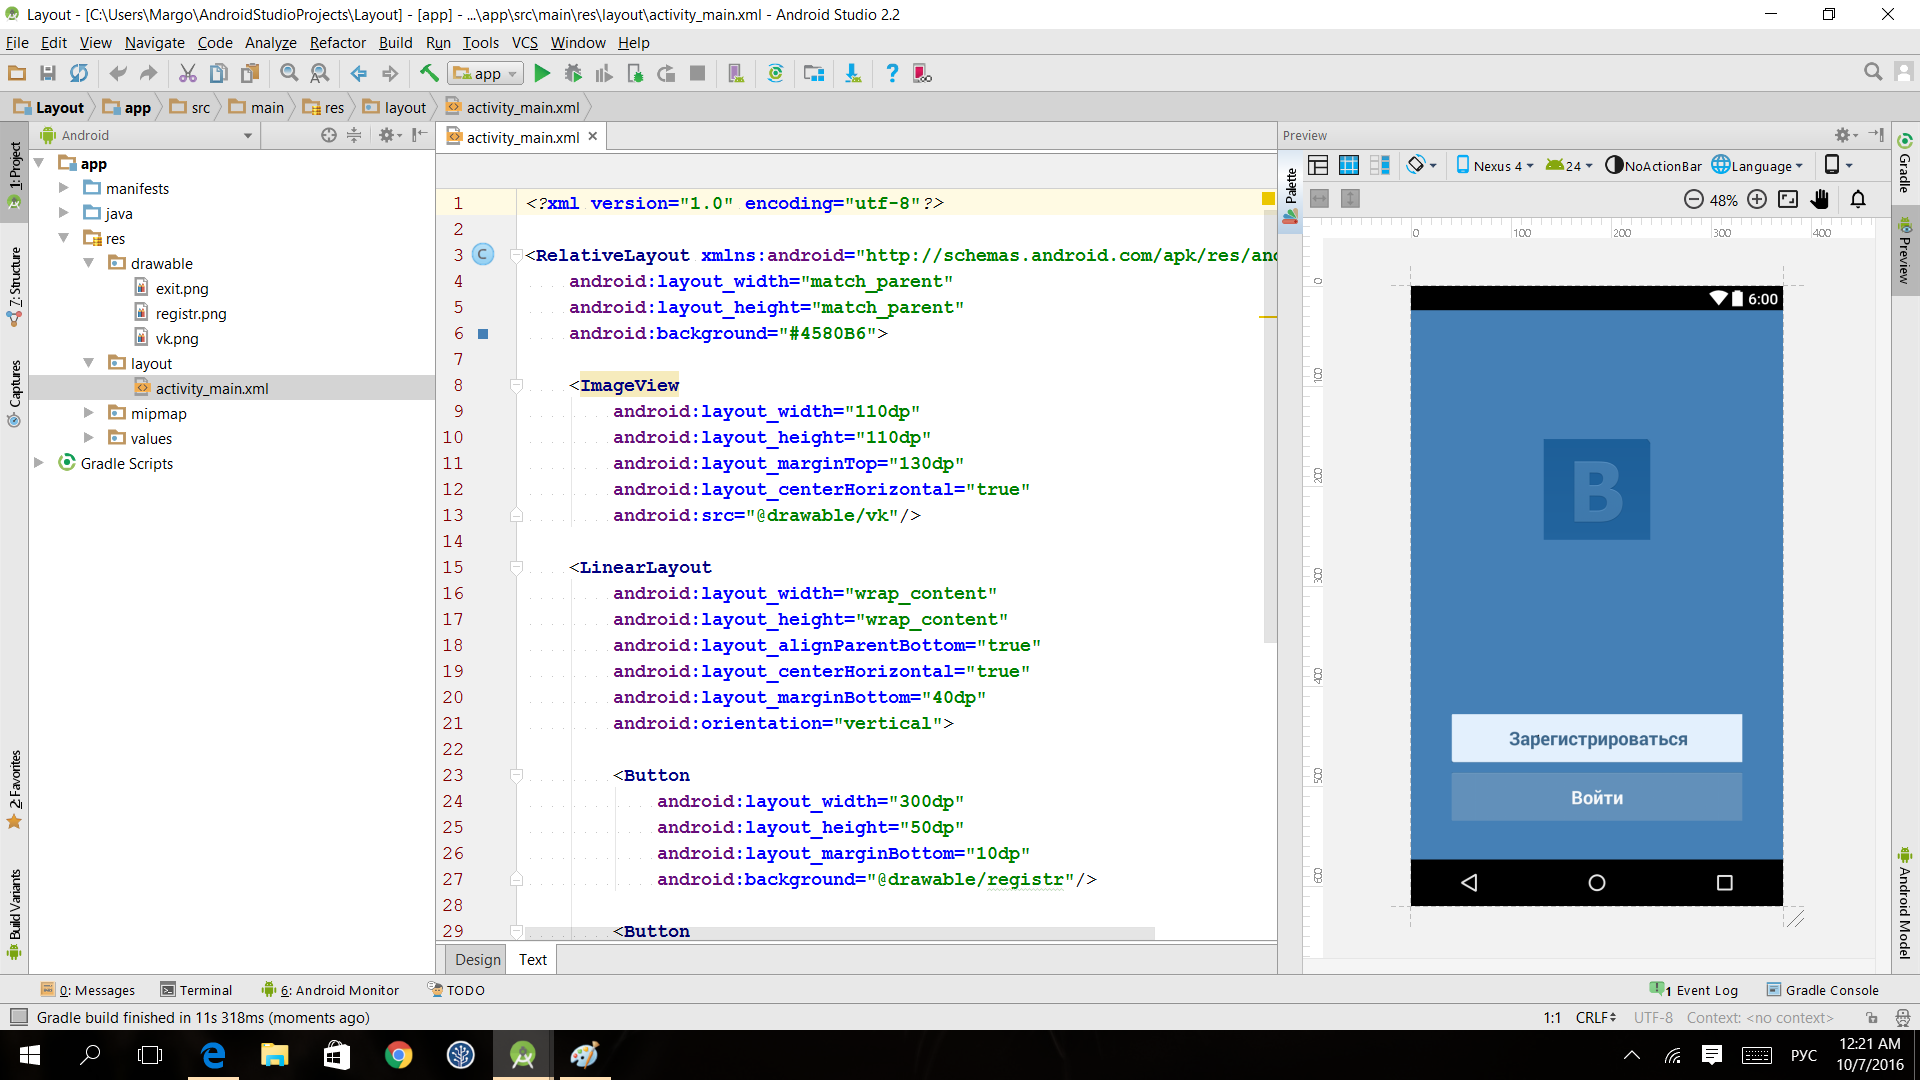 Layout - [C:\Users\Margo\AndroidStudioProjects\Layout] - [app] - ...\app\src\main\res\layout\activity_main.xml - Android Studio 2.2
File Edit View Navigate Code Analyze Refactor Build Run Tools VCS Window Help
app
Layout app src main res layout activity_main.xml
1: Project
7: Structure
Captures
2: Favorites
Build Variants
Android
app
manifests
java
res
drawable
exit.png
registr.png
vk.png
layout
activity_main.xml
mipmap
values
Gradle Scripts
activity_main.xml
1 <?xml version="1.0" encoding="utf-8"?>
2
3 <RelativeLayout xmlns:android="http://schemas.android.com/apk/res/and
4 android:layout_width="match_parent"
5 android:layout_height="match_parent"
6 android:background="#4580B6">
7
8 <ImageView
9 android:layout_width="110dp"
10 android:layout_height="110dp"
11 android:layout_marginTop="130dp"
12 android:layout_centerHorizontal="true"
13 android:src="@drawable/vk"/>
14
15 <LinearLayout
16 android:layout_width="wrap_content"
17 android:layout_height="wrap_content"
18 android:layout_alignParentBottom="true"
19 android:layout_centerHorizontal="true"
20 android:layout_marginBottom="40dp"
21 android:orientation="vertical">
22
23 <Button
24 android:layout_width="300dp"
25 android:layout_height="50dp"
26 android:layout_marginBottom="10dp"
27 android:background="@drawable/registr"/>
28
29 <Button
Design Text
Preview
Palette
Nexus 4 24 NoActionBar Language
48%
0 100 200 300 400
0
100
200
300
400
500
600
6:00
B
Зарегистрироваться
Войти
Gradle
Preview
Android Model
0: Messages Terminal 6: Android Monitor TODO
1 Event Log Gradle Console
Gradle build finished in 11s 318ms (moments ago)
1:1 CRLF UTF-8 Context: <no context>
РУС
12:21 AM
10/7/2016